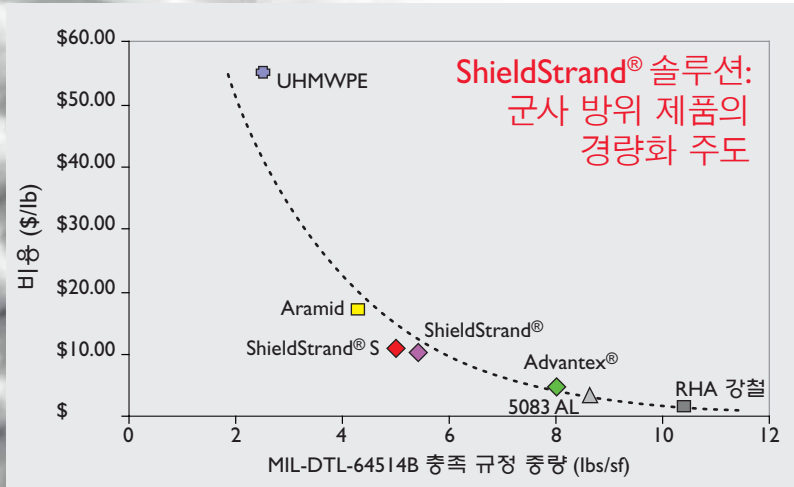 ShieldStrand® 솔루션:
군사 방위 제품의
경량화 주도
비용 ($/lb)
$60.00
$50.00
$40.00
$30.00
$20.00
$10.00
$
UHMWPE
Aramid
ShieldStrand® S
ShieldStrand®
Advantex®
5083 AL
RHA 강철
0 2 4 6 8 10 12
MIL-DTL-64514B 충족 규정 중량 (lbs/sf)